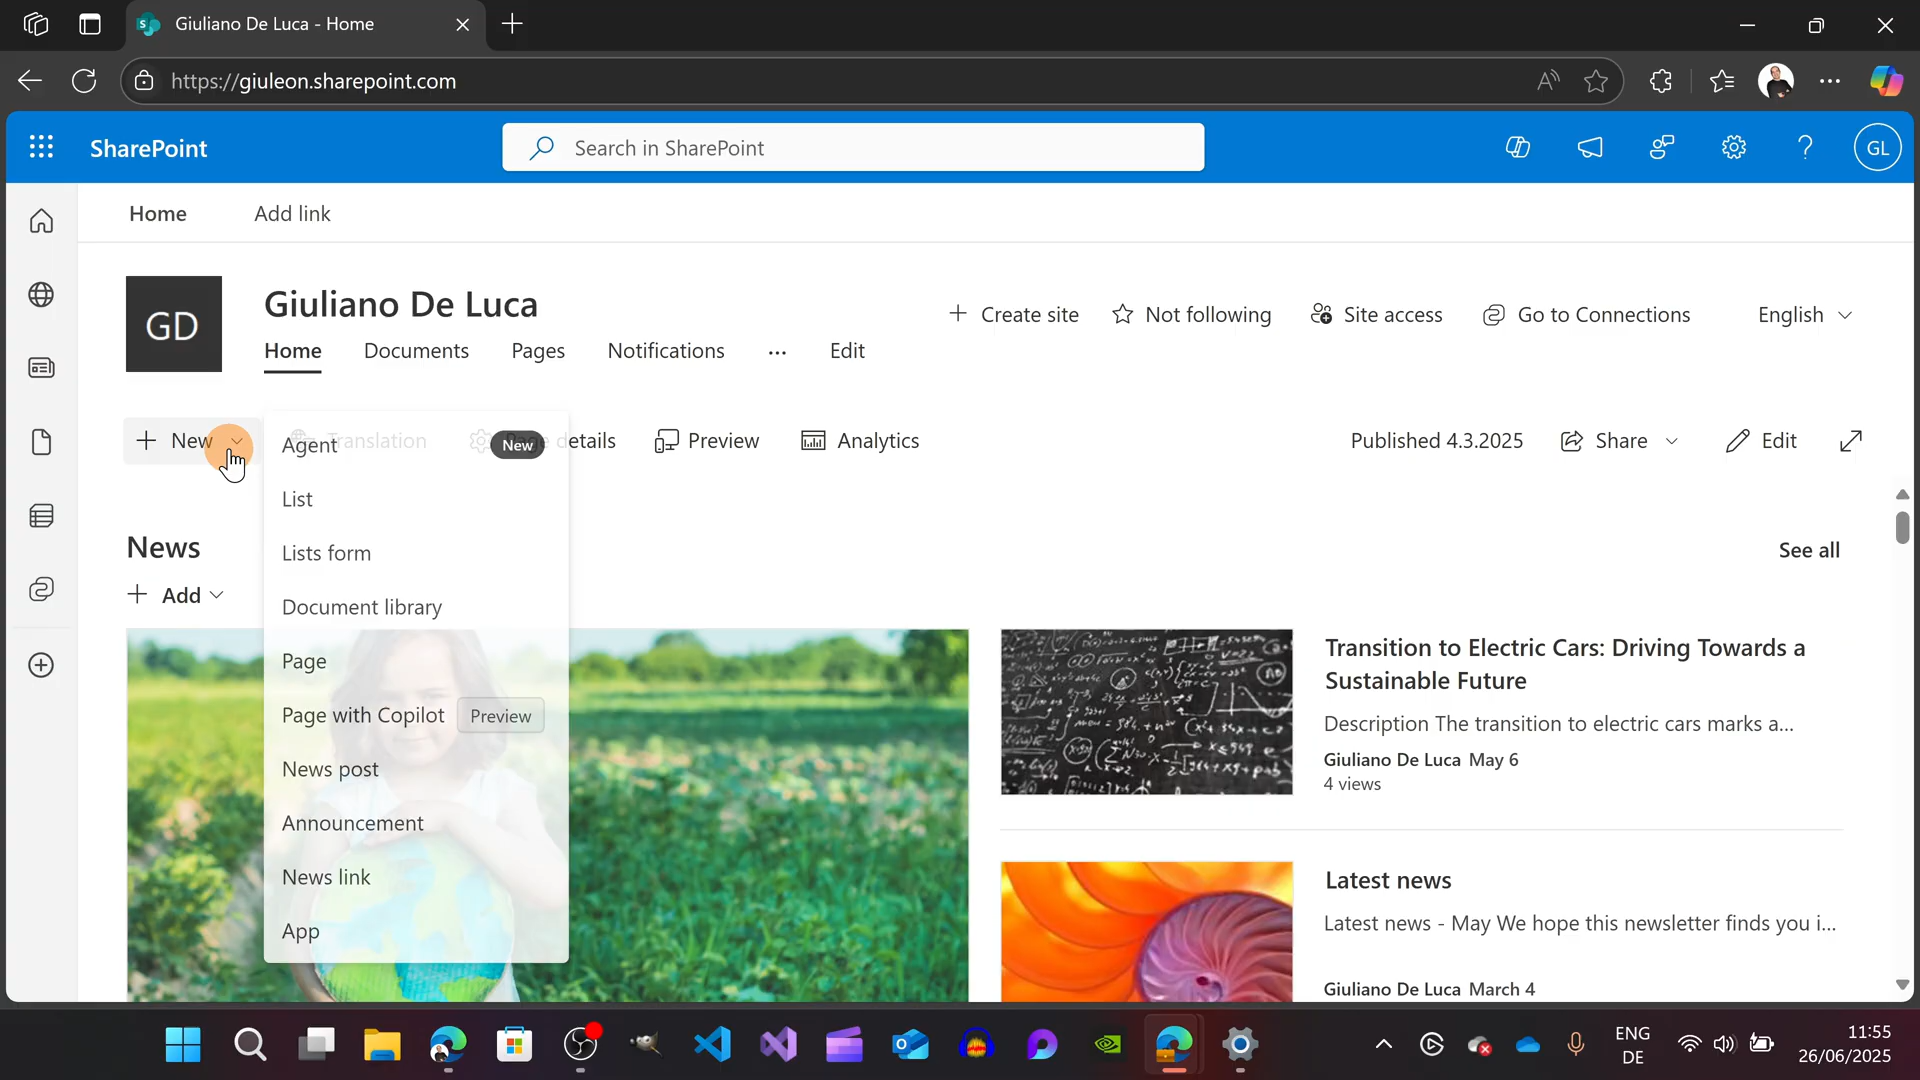 Giuliano De Luca - Home
https://giuleon.sharepoint.com
SharePoint
Search in SharePoint
GL
Home
Add link
GD
Giuliano De Luca
Create site
Not following
Site access
Go to Connections
English
Home
Documents
Pages
Notifications
Edit
New
Translation
Page details
Preview
Analytics
Published 4.3.2025
Share
Edit
Agent
New
List
Lists form
Document library
Page
Page with Copilot
Preview
News post
Announcement
News link
App
News
See all
Add
Transition to Electric Cars: Driving Towards a
Sustainable Future
Description The transition to electric cars marks a...
Giuliano De Luca May 6
4 views
Latest news
Latest news - May We hope this newsletter finds you i...
Giuliano De Luca March 4
ENG
DE
11:55
26/06/2025